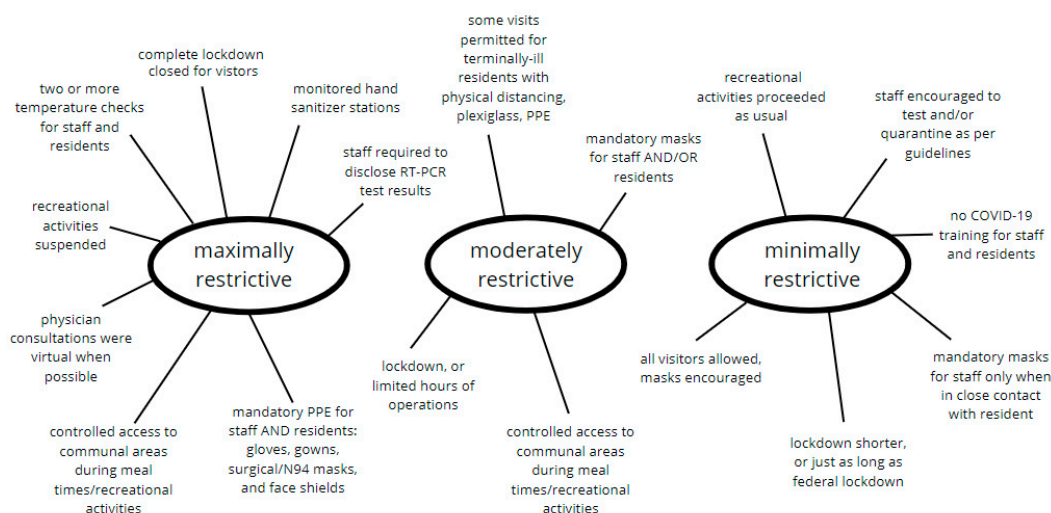 complete lockdown
closed for vistors
two or more
temperature checks
for staff and
residents
monitored hand
sanitizer stations
staff required to
disclose RT-PCR
test results
recreational
activities
suspended
maximally
restrictive
physician
consultations were
virtual when
possible
controlled access to
communal areas
during meal
times/recreational
activities
mandatory PPE for
staff AND residents:
gloves, gowns,
surgical/N94 masks,
and face shields
some visits
permitted for
terminally-ill
residents with
physical distancing,
plexiglass, PPE
mandatory masks
for staff AND/OR
residents
moderately
restrictive
lockdown, or
limited hours of
operations
controlled access to
communal areas
during meal
times/recreational
activities
recreational
activities proceeded
as usual
staff encouraged to
test and/or
quarantine as per
guidelines
no COVID-19
training for staff
and residents
minimally
restrictive
all visitors allowed,
masks encouraged
lockdown shorter,
or just as long as
federal lockdown
mandatory masks
for staff only when
in close contact
with resident